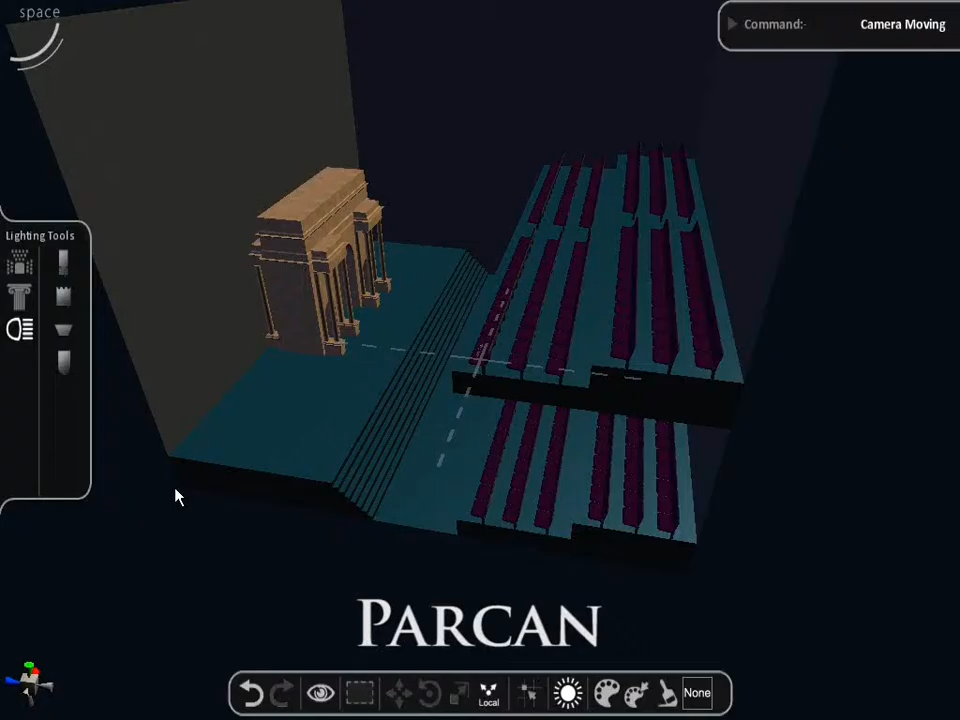 space
Command:- Camera Moving
Lighting Tools
PARCAN
Local
None